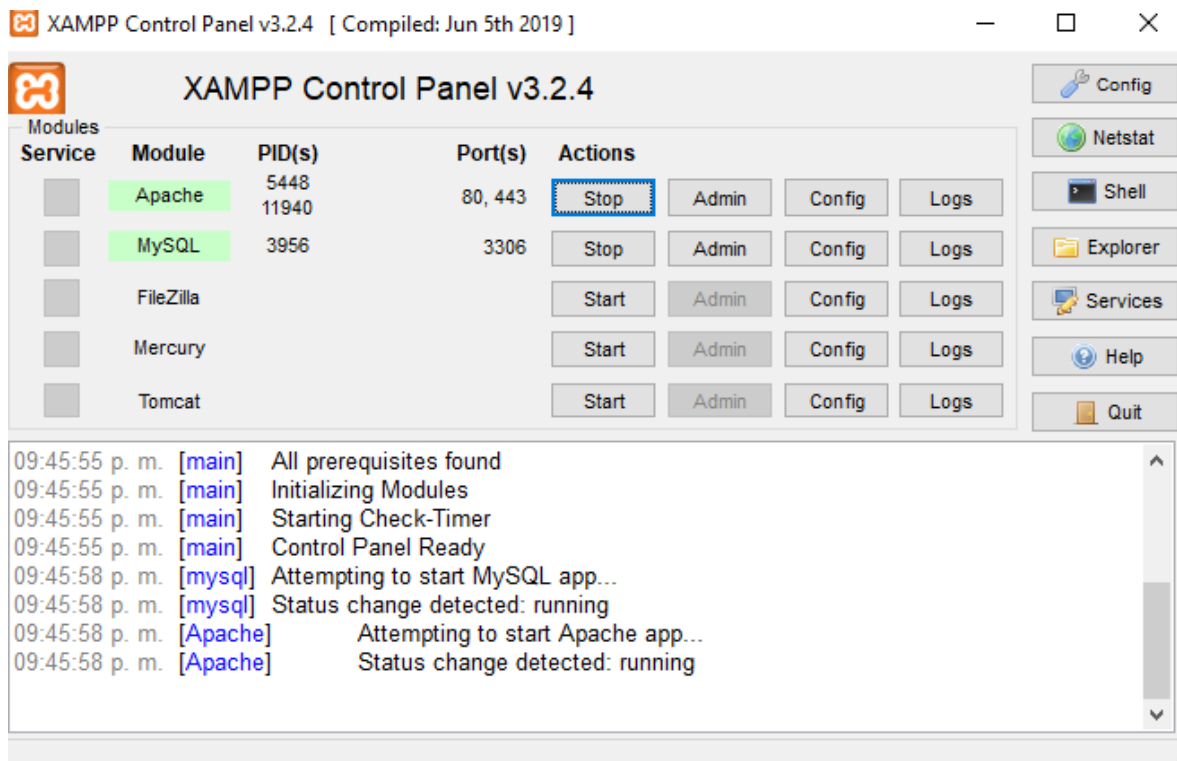 XAMPP Control Panel v3.2.4 [ Compiled: Jun 5th 2019 ]
XAMPP Control Panel v3.2.4
Config
Modules
Service Module PID(s) Port(s) Actions
Netstat
Apache 5448 11940 80, 443 Stop Admin Config Logs
Shell
MySQL 3956 3306 Stop Admin Config Logs
Explorer
FileZilla Start Admin Config Logs
Services
Mercury Start Admin Config Logs
Help
Tomcat Start Admin Config Logs
Quit
09:45:55 p. m. [main] All prerequisites found
09:45:55 p. m. [main] Initializing Modules
09:45:55 p. m. [main] Starting Check-Timer
09:45:55 p. m. [main] Control Panel Ready
09:45:58 p. m. [mysql] Attempting to start MySQL app...
09:45:58 p. m. [mysql] Status change detected: running
09:45:58 p. m. [Apache] Attempting to start Apache app...
09:45:58 p. m. [Apache] Status change detected: running